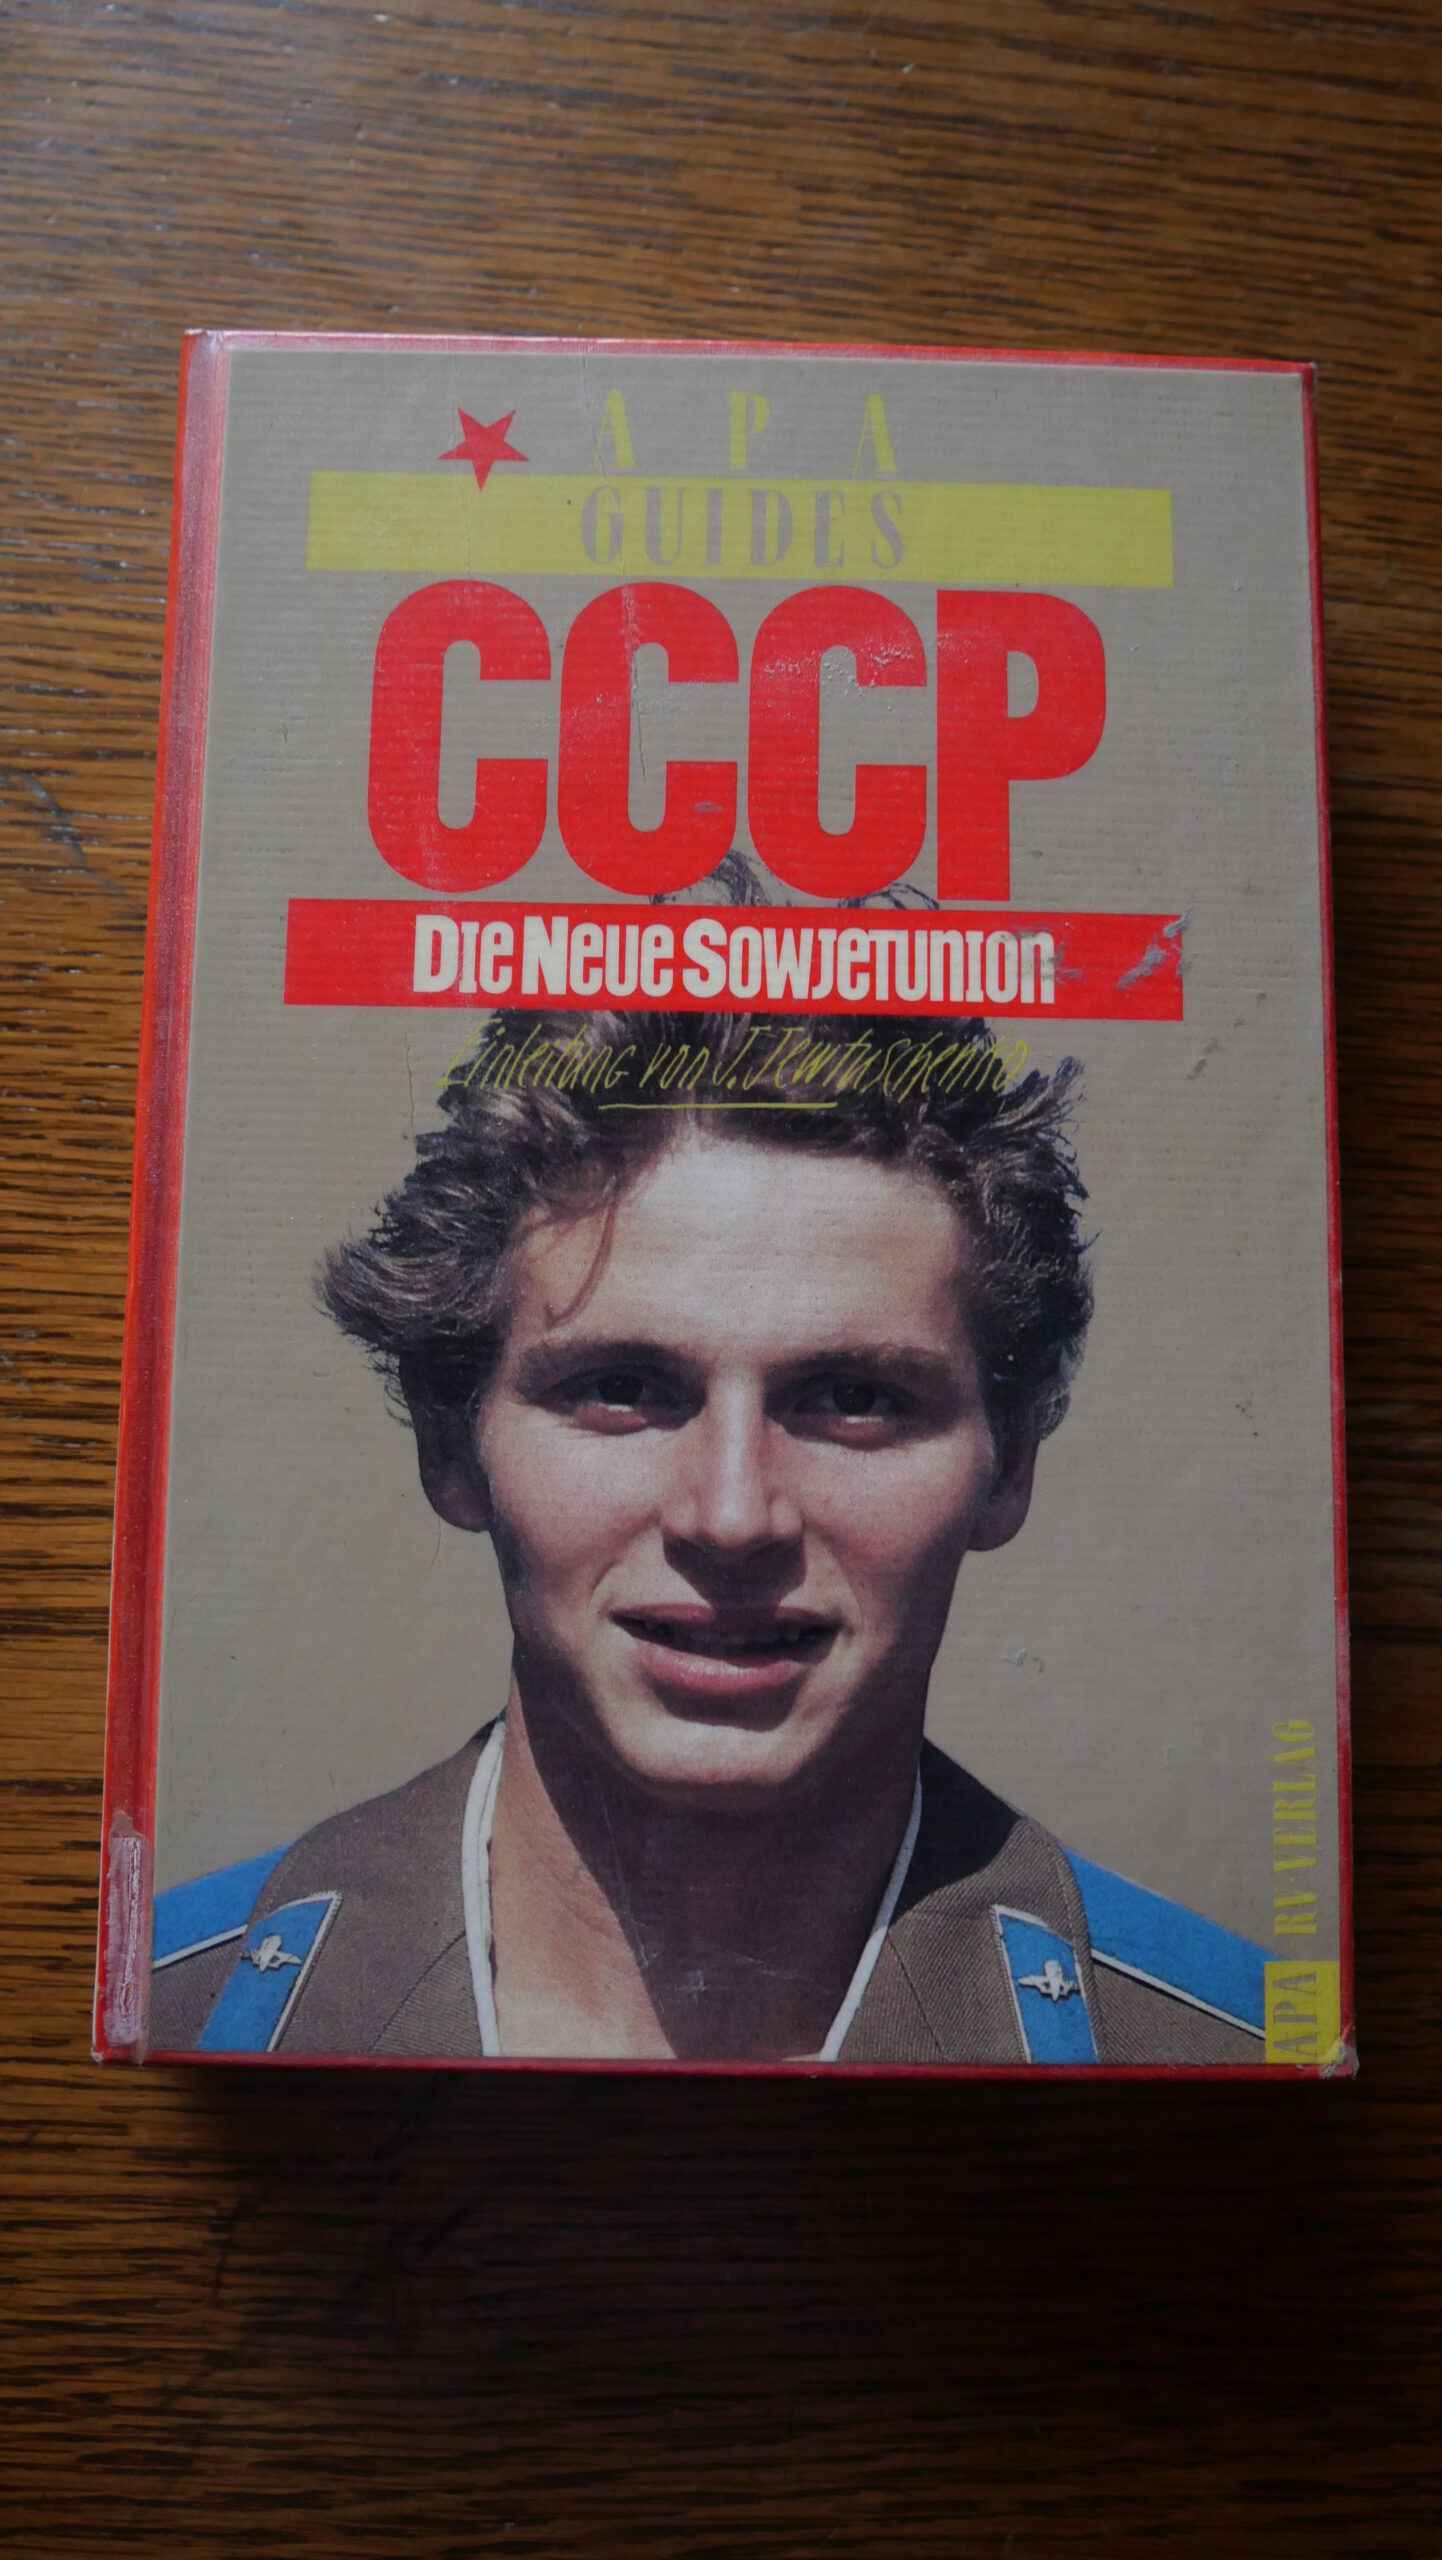 APA
GUIDES
CCCP
Die Neue Sowjetunion
Einleitung von J. Jewtuschenko
APA RV-VERLAG